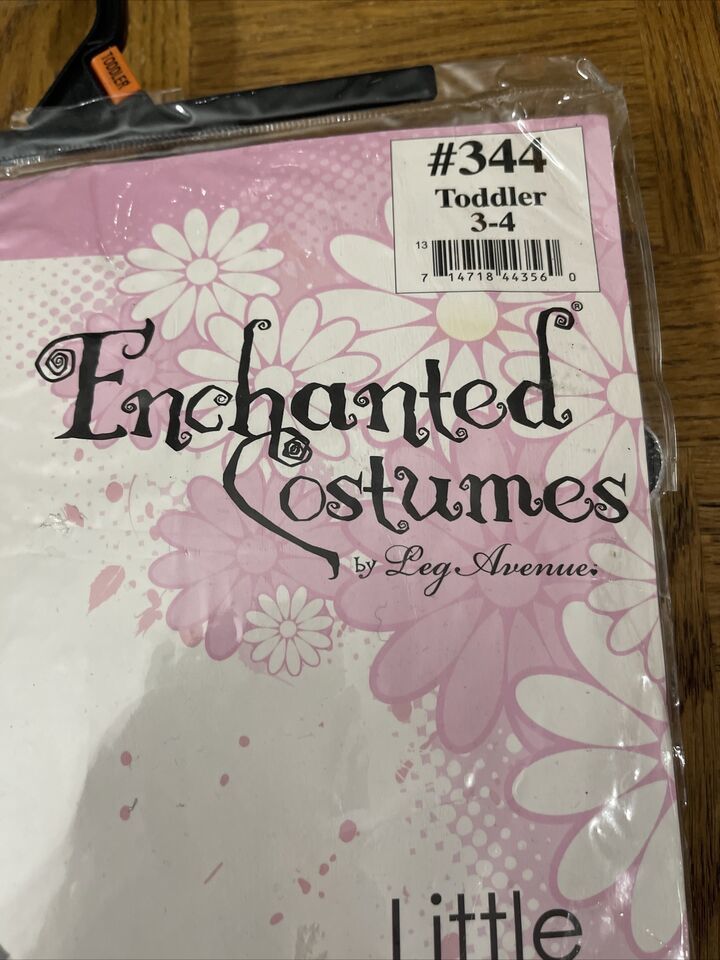 TODDLER
#344
Toddler
3-4
13
7 14718 44356 0
Enchanted®
Costumes
by Leg Avenue
Little